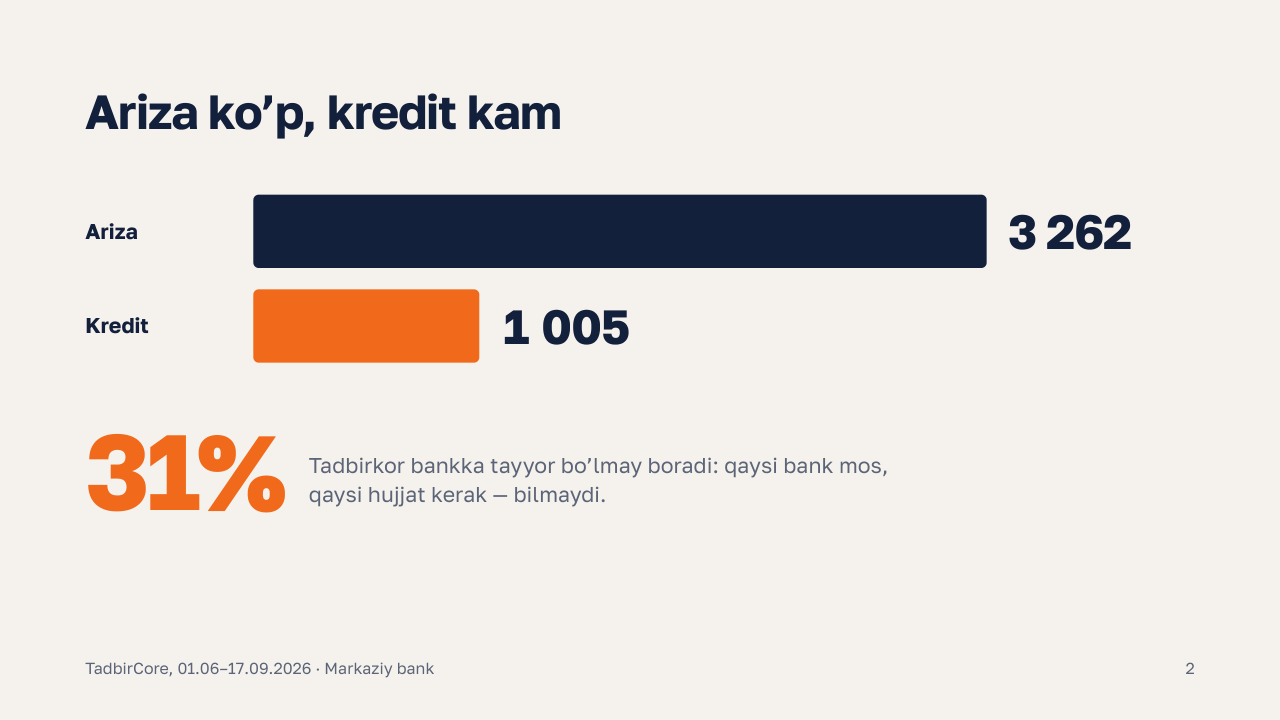 Ariza ko’p, kredit kam
Ariza
3 262
Kredit
1 005
31%
Tadbirkor bankka tayyor bo’lmay boradi: qaysi bank mos,
qaysi hujjat kerak — bilmaydi.
TadbirCore, 01.06–17.09.2026 · Markaziy bank
2